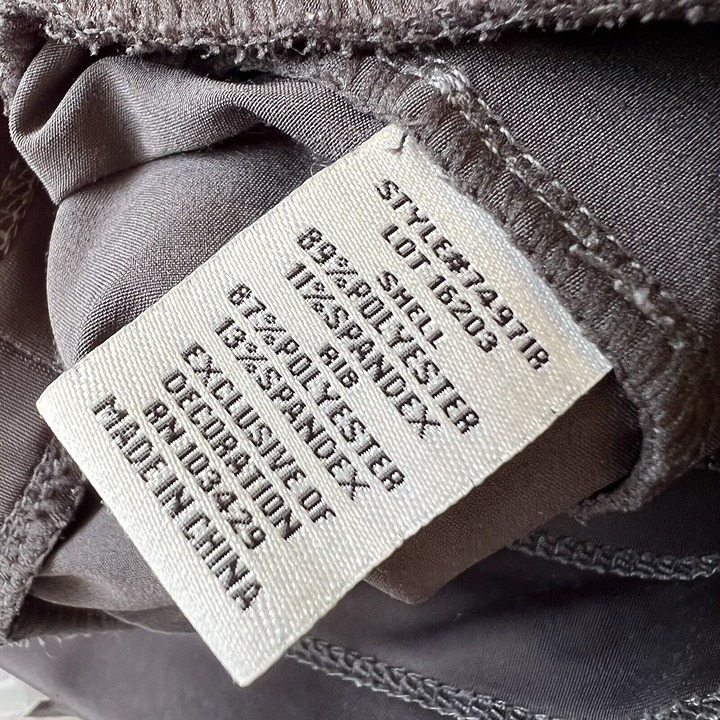 STYLE#74971R
LOT 16203
SHELL
89%POLYESTER
11%SPANDEX
RIB
87%POLYESTER
13%SPANDEX
EXCLUSIVE OF
DECORATION
RN 103429
MADE IN CHINA